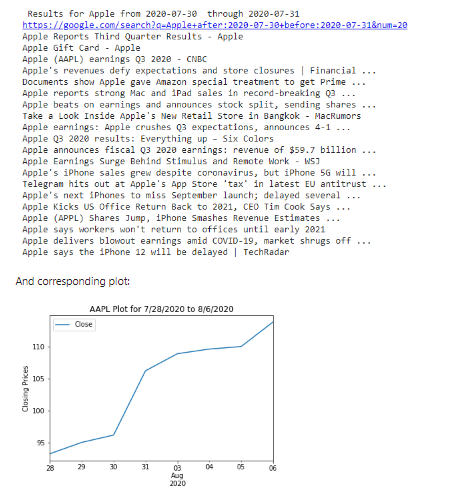 Results for Apple from 2020-07-30 through 2020-07-31
https://google.com/search?q=Apple+after:2020-07-30+before:2020-07-31&num=20
Apple Reports Third Quarter Results - Apple
Apple Gift Card - Apple
Apple (AAPL) earnings Q3 2020 - CNBC
Apple's revenues defy expectations and store closures | Financial ...
Documents show Apple gave Amazon special treatment to get Prime ...
Apple reports strong Mac and iPad sales in record-breaking Q3 ...
Apple beats on earnings and announces stock split, sending shares ...
Take a Look Inside Apple's New Retail Store in Bangkok - MacRumors
Apple earnings: Apple crushes Q3 expectations, announces 4-1 ...
Apple Q3 2020 results: Everything up – Six Colors
Apple announces fiscal Q3 2020 earnings: revenue of $59.7 billion ...
Apple Earnings Surge Behind Stimulus and Remote Work - WSJ
Apple's iPhone sales grew despite coronavirus, but iPhone 5G will ...
Telegram hits out at Apple's App Store 'tax' in latest EU antitrust ...
Apple's next iPhones to miss September launch; delayed several ...
Apple Kicks US Office Return Back to 2021, CEO Tim Cook Says ...
Apple (APPL) Shares Jump, iPhone Smashes Revenue Estimates ...
Apple says workers won't return to offices until early 2021
Apple delivers blowout earnings amid COVID-19, market shrugs off ...
Apple says the iPhone 12 will be delayed | TechRadar
And corresponding plot:
AAPL Plot for 7/28/2020 to 8/6/2020
Close
110
105
100
95
Closing Prices
28 29 30 31 03 04 05 06
Aug
2020